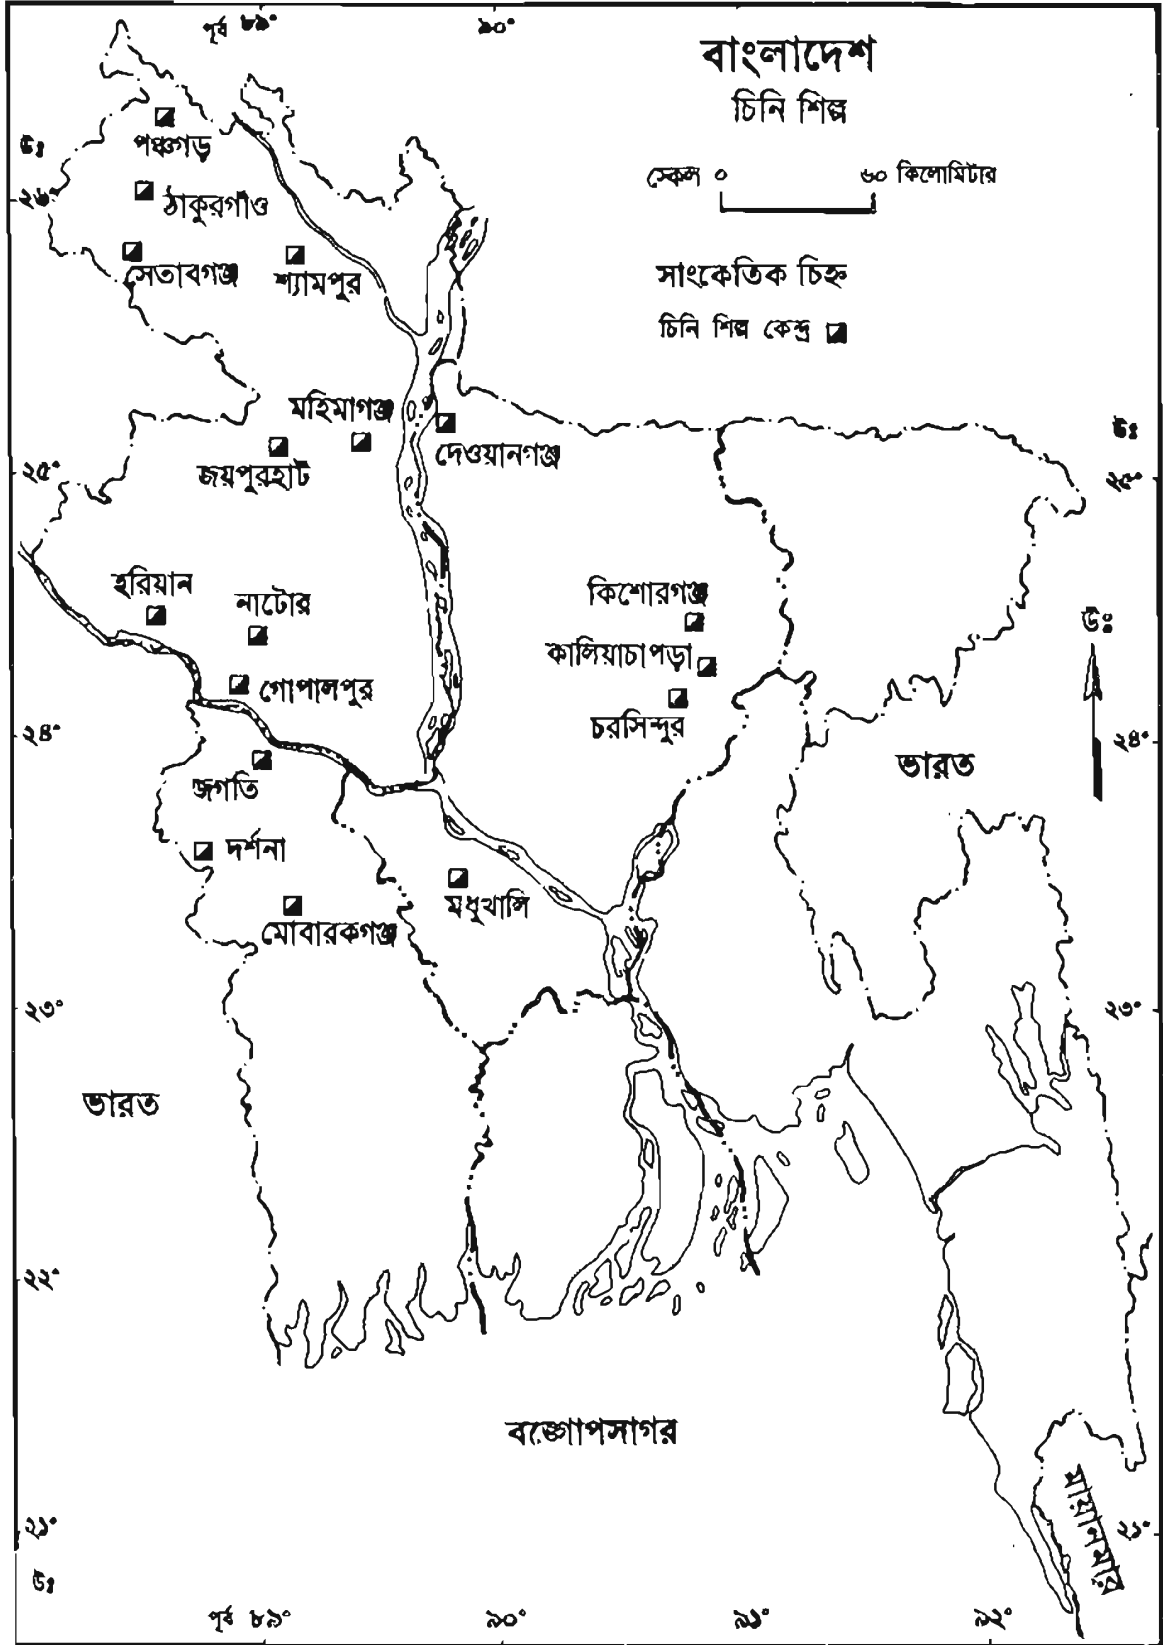 পূর্ব ৮৯°
৯০°
বাংলাদেশ
চিনি শিল্প
স্কেল ০ ৬০ কিলোমিটার
সাংকেতিক চিহ্ন
চিনি শিল্প কেন্দ্র
উঃ
২৬°
পঞ্চগড়
ঠাকুরগাঁও
সেতাবগঞ্জ
শ্যামপুর
মহিমাগঞ্জ
দেওয়ানগঞ্জ
জয়পুরহাট
উঃ
২৫°
২৫°
হরিয়ান
নাটোর
কিশোরগঞ্জ
উঃ
কালিয়াচাপড়া
গোপালপুর
চরসিন্দুর
২৪°
২৪°
ভারত
জগতি
দর্শনা
মধুখালি
মোবারকগঞ্জ
২৩°
২৩°
ভারত
২২°
বঙ্গোপসাগর
মায়ানমার
২১°
২১°
উঃ
পূর্ব ৮৯°
৯০°
৯১°
৯২°